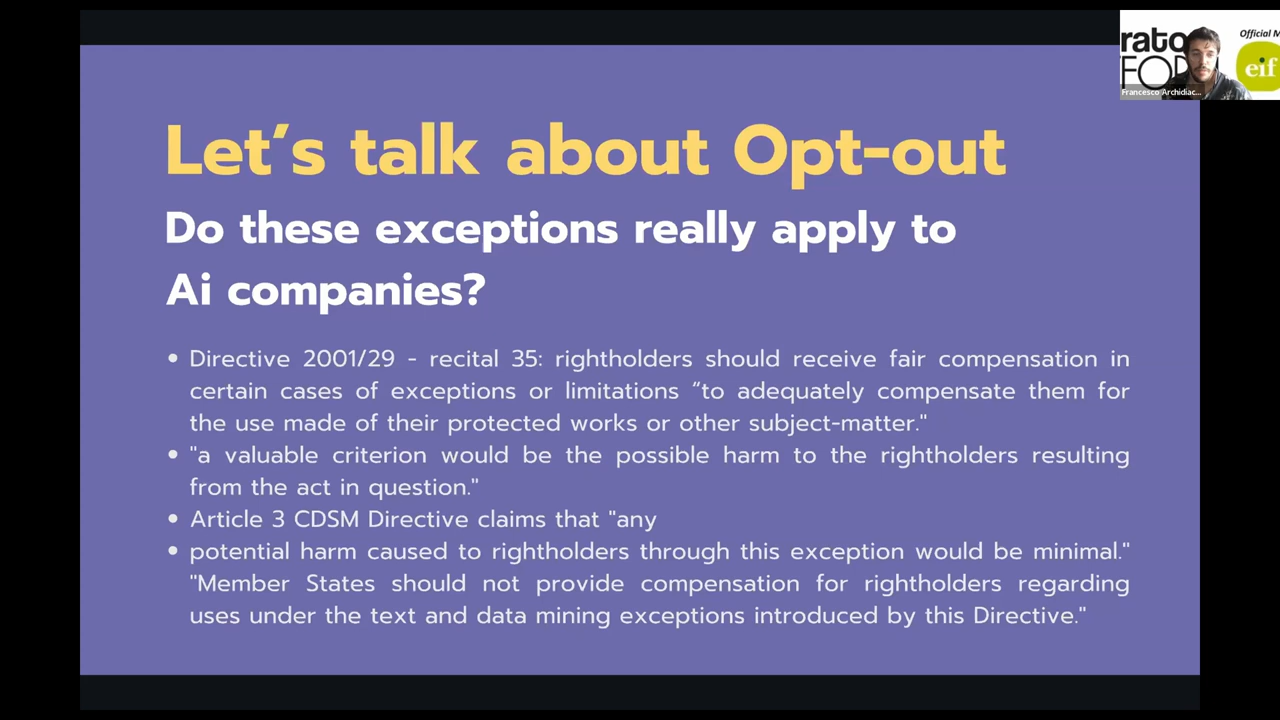 rato
Official M
FO
eif
Francesco Archidiac...
Let's talk about Opt-out
Do these exceptions really apply to
Ai companies?
• Directive 2001/29 - recital 35: rightholders should receive fair compensation in
certain cases of exceptions or limitations “to adequately compensate them for
the use made of their protected works or other subject-matter."
• "a valuable criterion would be the possible harm to the rightholders resulting
from the act in question."
• Article 3 CDSM Directive claims that "any
• potential harm caused to rightholders through this exception would be minimal."
"Member States should not provide compensation for rightholders regarding
uses under the text and data mining exceptions introduced by this Directive."